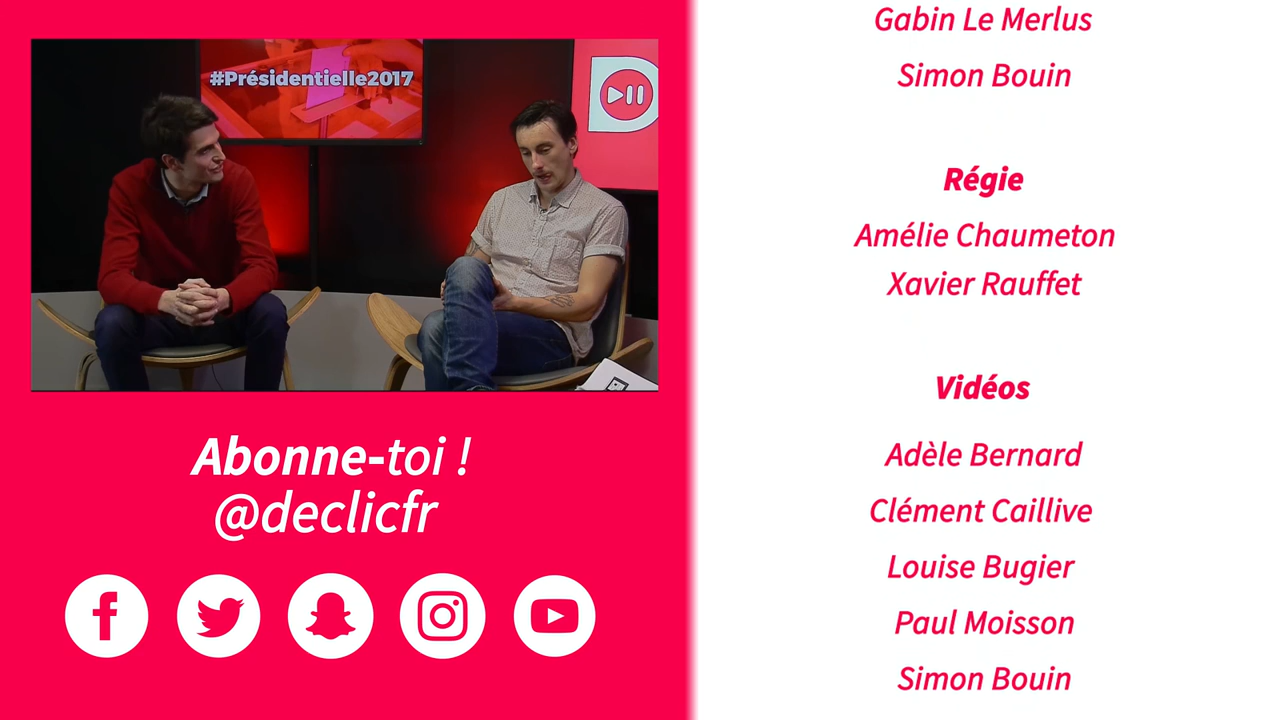 #Présidentielle2017
Abonne-toi !
@declicfr
Gabin Le Merlus
Simon Bouin
Régie
Amélie Chaumeton
Xavier Rauffet
Vidéos
Adèle Bernard
Clément Caillive
Louise Bugier
Paul Moisson
Simon Bouin